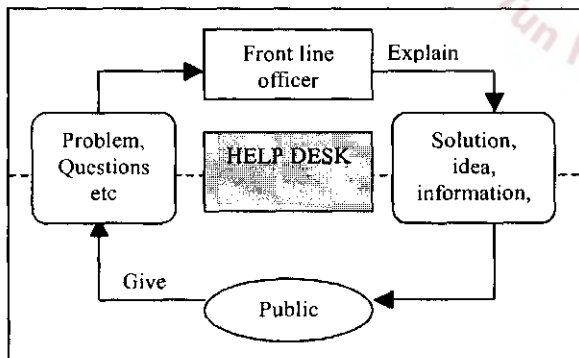 Front line
officer
Explain
Problem,
Questions
etc
HELP DESK
Solution,
idea,
information,
Give
Public